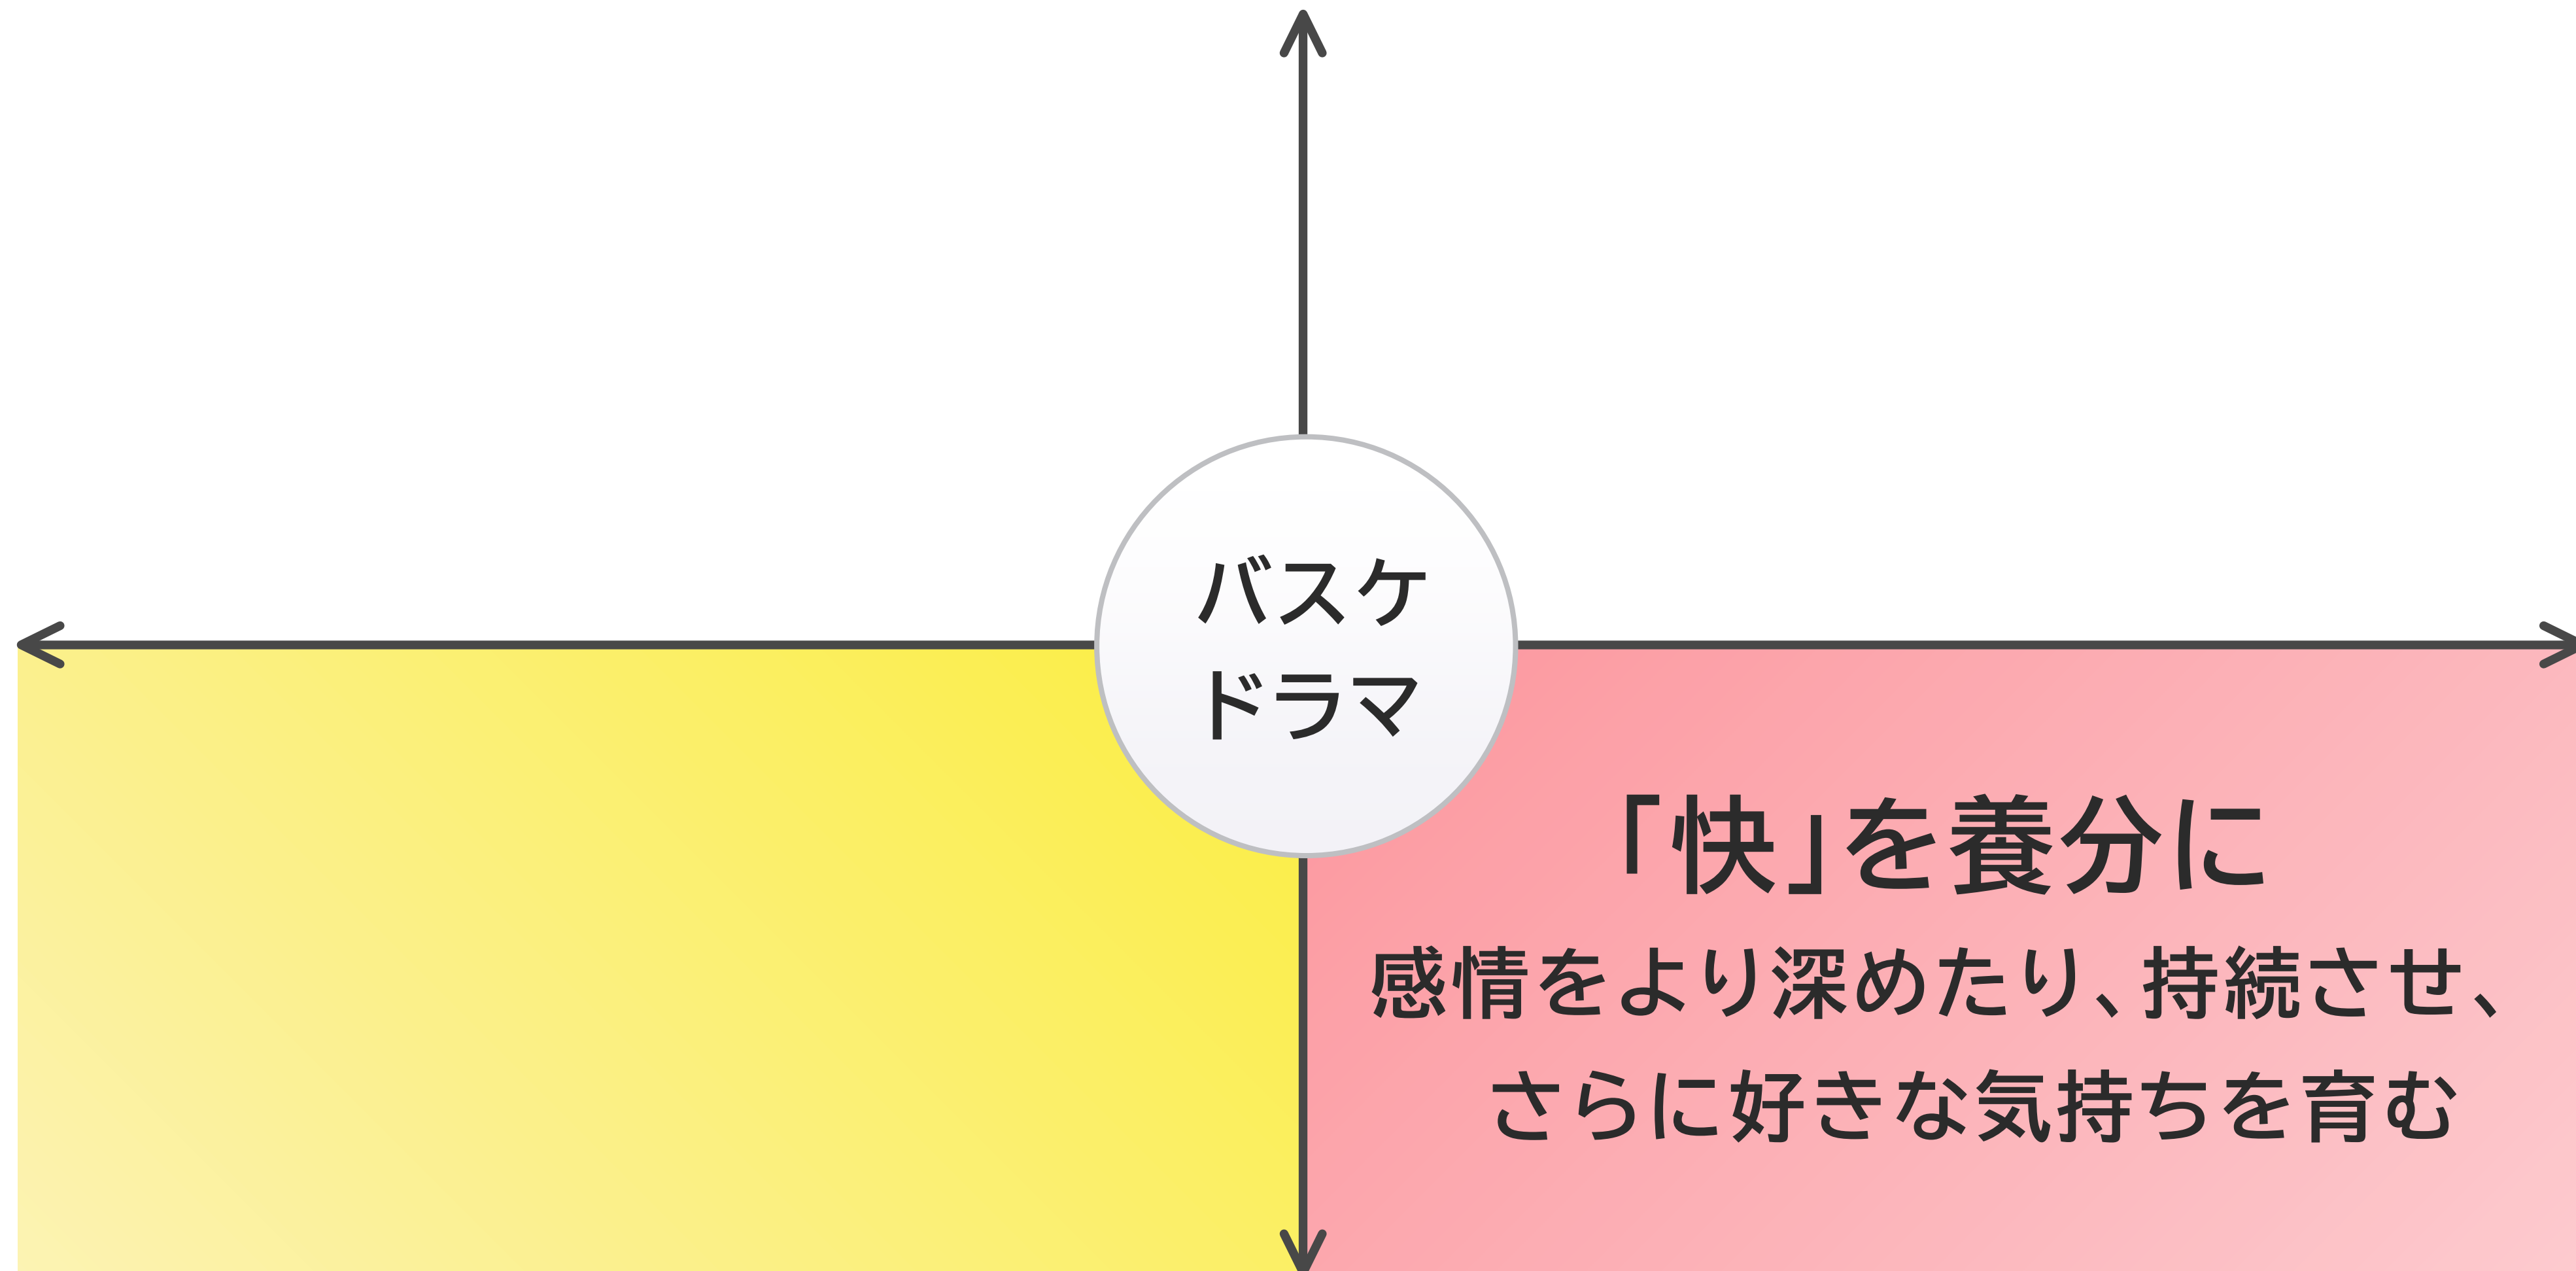 バスケ
ドラマ
「快」を養分に
感情をより深めたり、持続させ、
さらに好きな気持ちを育む